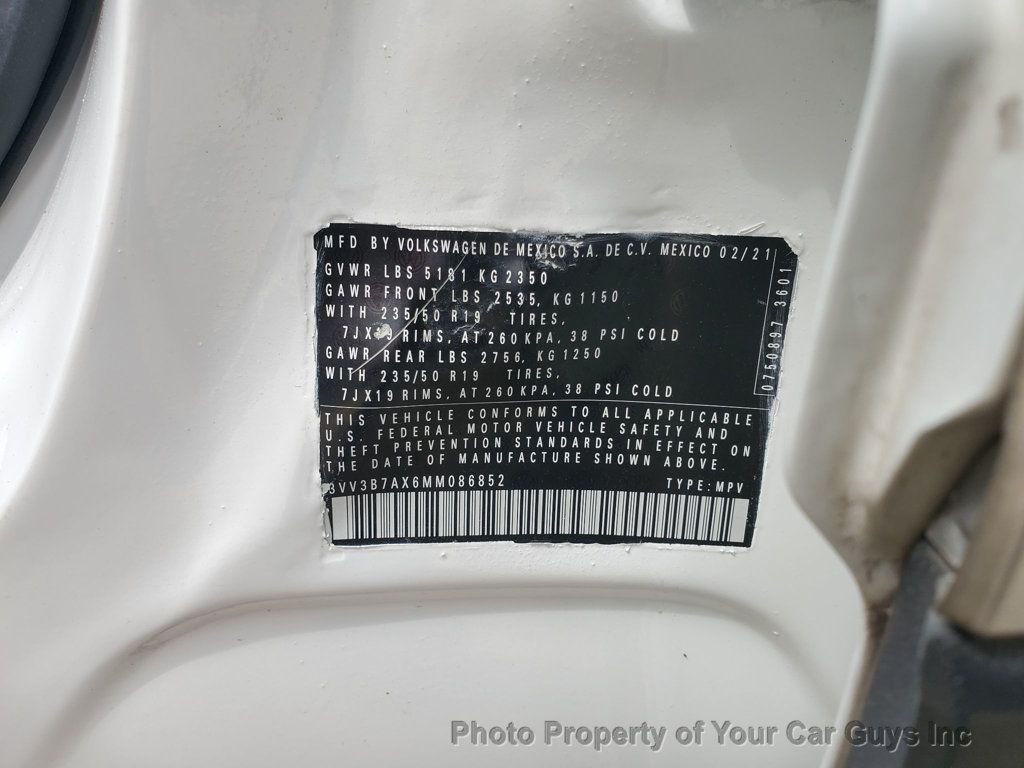 MFD BY VOLKSWAGEN DE MEXICO S.A. DE C.V. MEXICO 02/21
GVWR LBS 5181 KG 2350
GAWR FRONT LBS 2535, KG 1150
WITH 235/50 R19 TIRES,
7JX19 RIMS, AT 260 KPA, 38 PSI COLD
GAWR REAR LBS 2756, KG 1250
WITH 235/50 R19 TIRES,
7JX19 RIMS, AT 260 KPA, 38 PSI COLD
0750897 3601
THIS VEHICLE CONFORMS TO ALL APPLICABLE
U.S. FEDERAL MOTOR VEHICLE SAFETY AND
THEFT PREVENTION STANDARDS IN EFFECT ON
THE DATE OF MANUFACTURE SHOWN ABOVE.
3VV3B7AX6MM086852 TYPE: MPV
Photo Property of Your Car Guys Inc